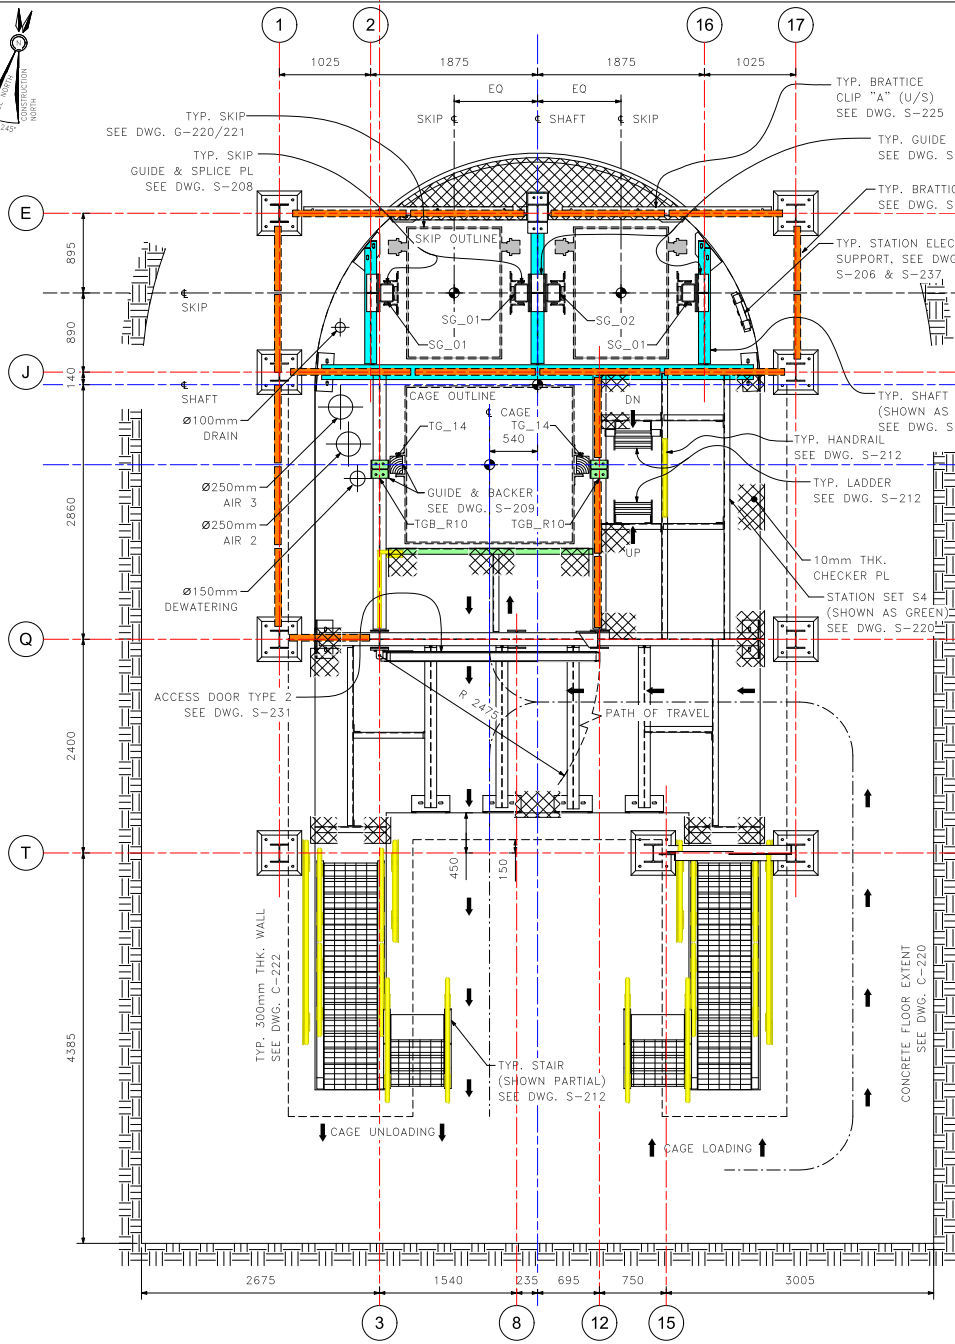 1
2
16
17
N
NORTH
CONSTRUCTION
NORTH
245°
1025
1875
1875
1025
EQ
EQ
SKIP ℄
℄ SHAFT
℄ SKIP
TYP. SKIP
SEE DWG. G-220/221
TYP. SKIP
GUIDE & SPLICE PL
SEE DWG. S-208
TYP. BRATTICE
CLIP "A" (U/S)
SEE DWG. S-225
TYP. GUIDE
SEE DWG. S
TYP. BRATTIC
SEE DWG. S
TYP. STATION ELEC
SUPPORT, SEE DWG
S-206 & S-237
E
SKIP OUTLINE
895
℄
SKIP
SG_01
SG_02
SG_01
SG_01
890
J
140
℄
SHAFT
CAGE OUTLINE
Ø100mm
DRAIN
℄ CAGE
TG_14
TG_14
540
DN
TYP. SHAFT
(SHOWN AS
SEE DWG. S
TYP. HANDRAIL
SEE DWG. S-212
TYP. LADDER
SEE DWG. S-212
Ø250mm
AIR 3
GUIDE & BACKER
SEE DWG. S-209
TGB_R10
TGB_R10
Ø250mm
AIR 2
2860
UP
10mm THK.
CHECKER PL
Ø150mm
DEWATERING
STATION SET S4
(SHOWN AS GREEN)
SEE DWG. S-220
Q
ACCESS DOOR TYPE 2
SEE DWG. S-231
R 2475
PATH OF TRAVEL
2400
T
450
150
TYP. 300mm THK. WALL
SEE DWG. C-222
CONCRETE FLOOR EXTENT
SEE DWG. C-220
4385
TYP. STAIR
(SHOWN PARTIAL)
SEE DWG. S-212
CAGE UNLOADING
CAGE LOADING
2675
1540
235
695
750
3005
3
8
12
15